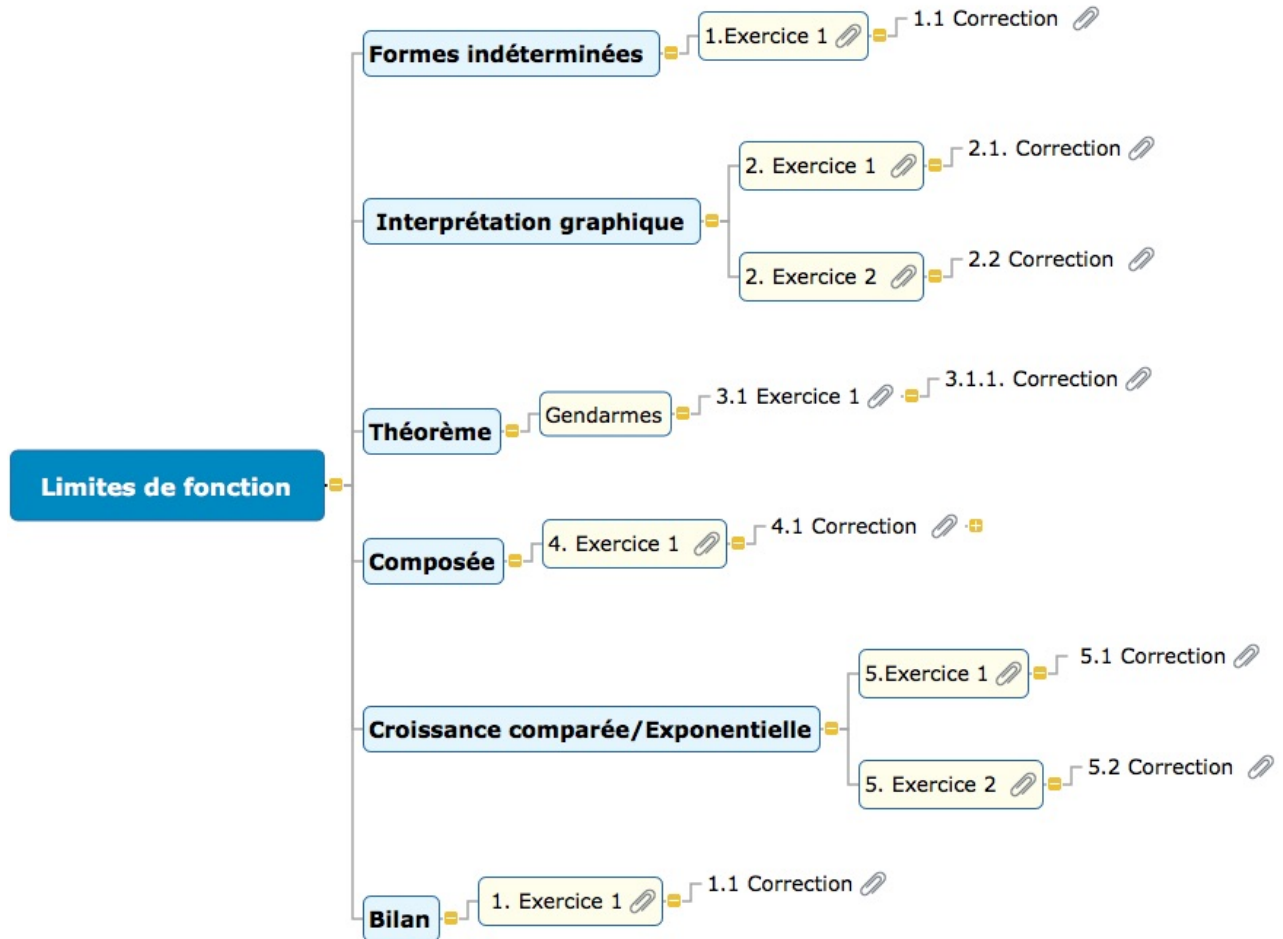 1.1 Correction
1.Exercice 1
Formes indéterminées
2.1. Correction
2. Exercice 1
Interprétation graphique
2.2 Correction
2. Exercice 2
3.1.1. Correction
3.1 Exercice 1
Gendarmes
Théorème
Limites de fonction
4.1 Correction
4. Exercice 1
Composée
5.1 Correction
5.Exercice 1
Croissance comparée/Exponentielle
5.2 Correction
5. Exercice 2
1.1 Correction
1. Exercice 1
Bilan